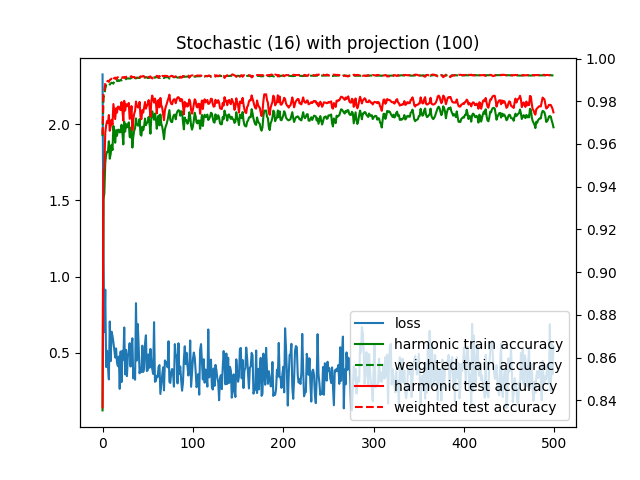 Stochastic (16) with projection (100)
1.00
0.98
2.0
0.96
0.94
1.5
0.92
1.0
0.90
0.88
loss
harmonic train accuracy
0.5
weighted train accuracy
0.86
harmonic test accuracy
weighted test accuracy
0.84
0 100 200 300 400 500